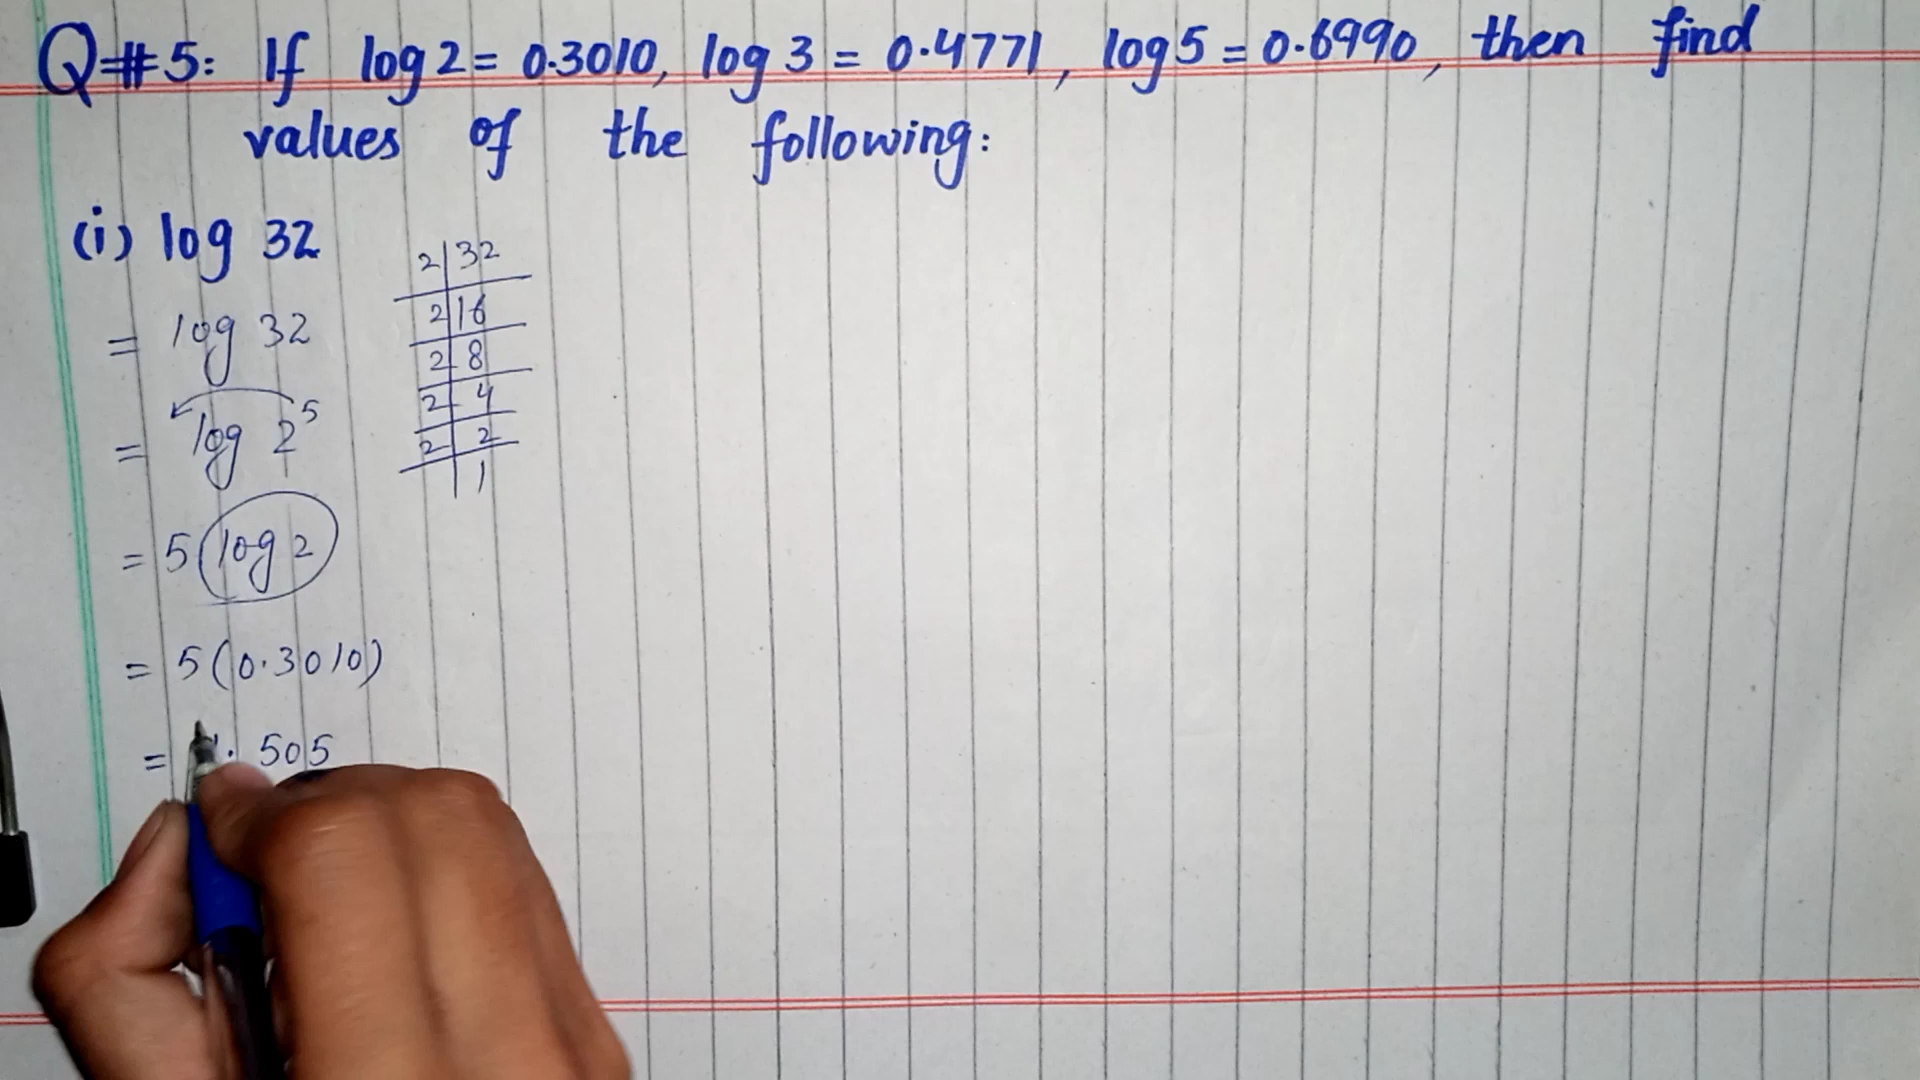 Q#5: If log 2 = 0.3010, log 3 = 0.4771, log 5 = 0.6990, then find
values of the following:
(i) log 32
= log 32
= log 2⁵
= 5 log 2
= 5(0.3010)
= 1.505
2 | 32
2 | 16
2 | 8
2 | 4
2 | 2
| 1